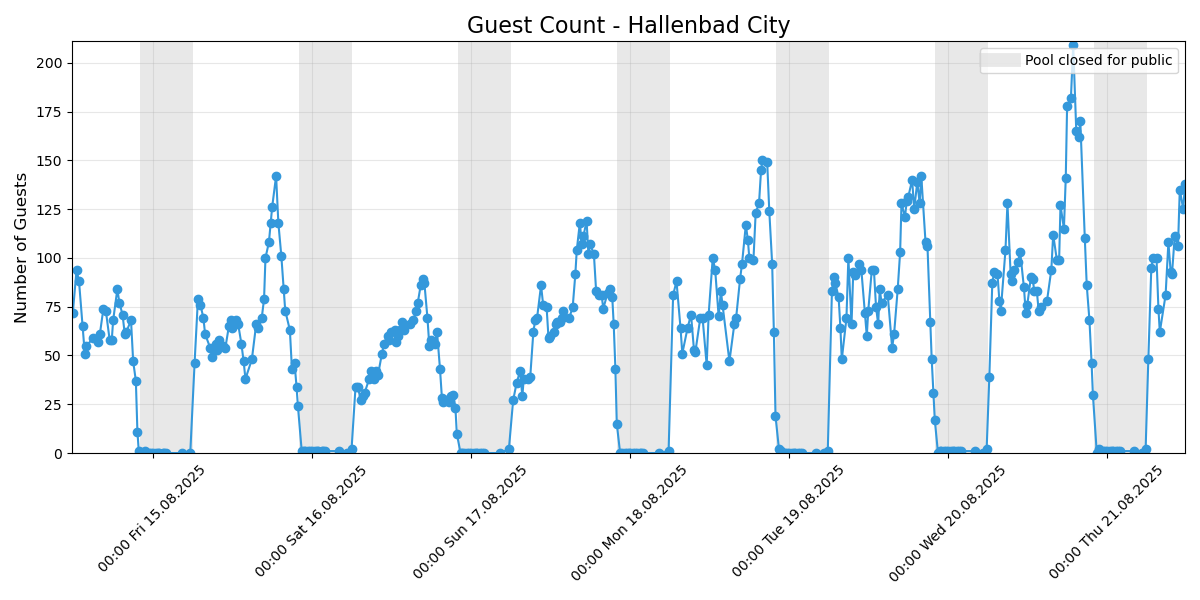 Guest Count - Hallenbad City
Pool closed for public
Number of Guests
200
175
150
125
100
75
50
25
0
00:00 Fri 15.08.2025
00:00 Sat 16.08.2025
00:00 Sun 17.08.2025
00:00 Mon 18.08.2025
00:00 Tue 19.08.2025
00:00 Wed 20.08.2025
00:00 Thu 21.08.2025